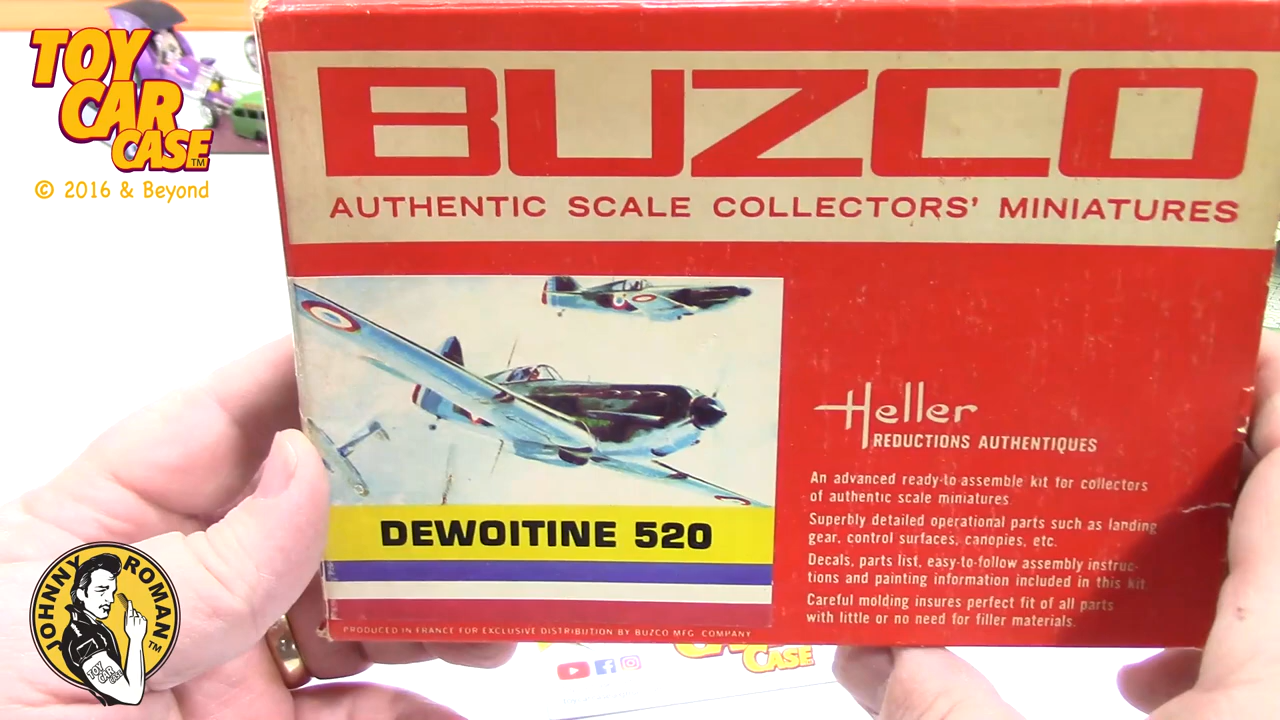 TOY
CAR
CASE™
© 2016 & Beyond
BUZCO
AUTHENTIC SCALE COLLECTORS' MINIATURES
Heller
REDUCTIONS AUTHENTIQUES
An advanced ready-to-assemble kit for collectors
of authentic scale miniatures.
Superbly detailed operational parts such as landing
gear, control surfaces, canopies, etc.
Decals, parts list, easy-to-follow assembly instruc-
tions and painting information included in this kit.
Careful molding insures perfect fit of all parts
with little or no need for filler materials.
DEWOITINE 520
PRODUCED IN FRANCE FOR EXCLUSIVE DISTRIBUTION BY BUZCO MFG. COMPANY
JOHNNY ROMAN™
TOY
CAR
CASE
CASE